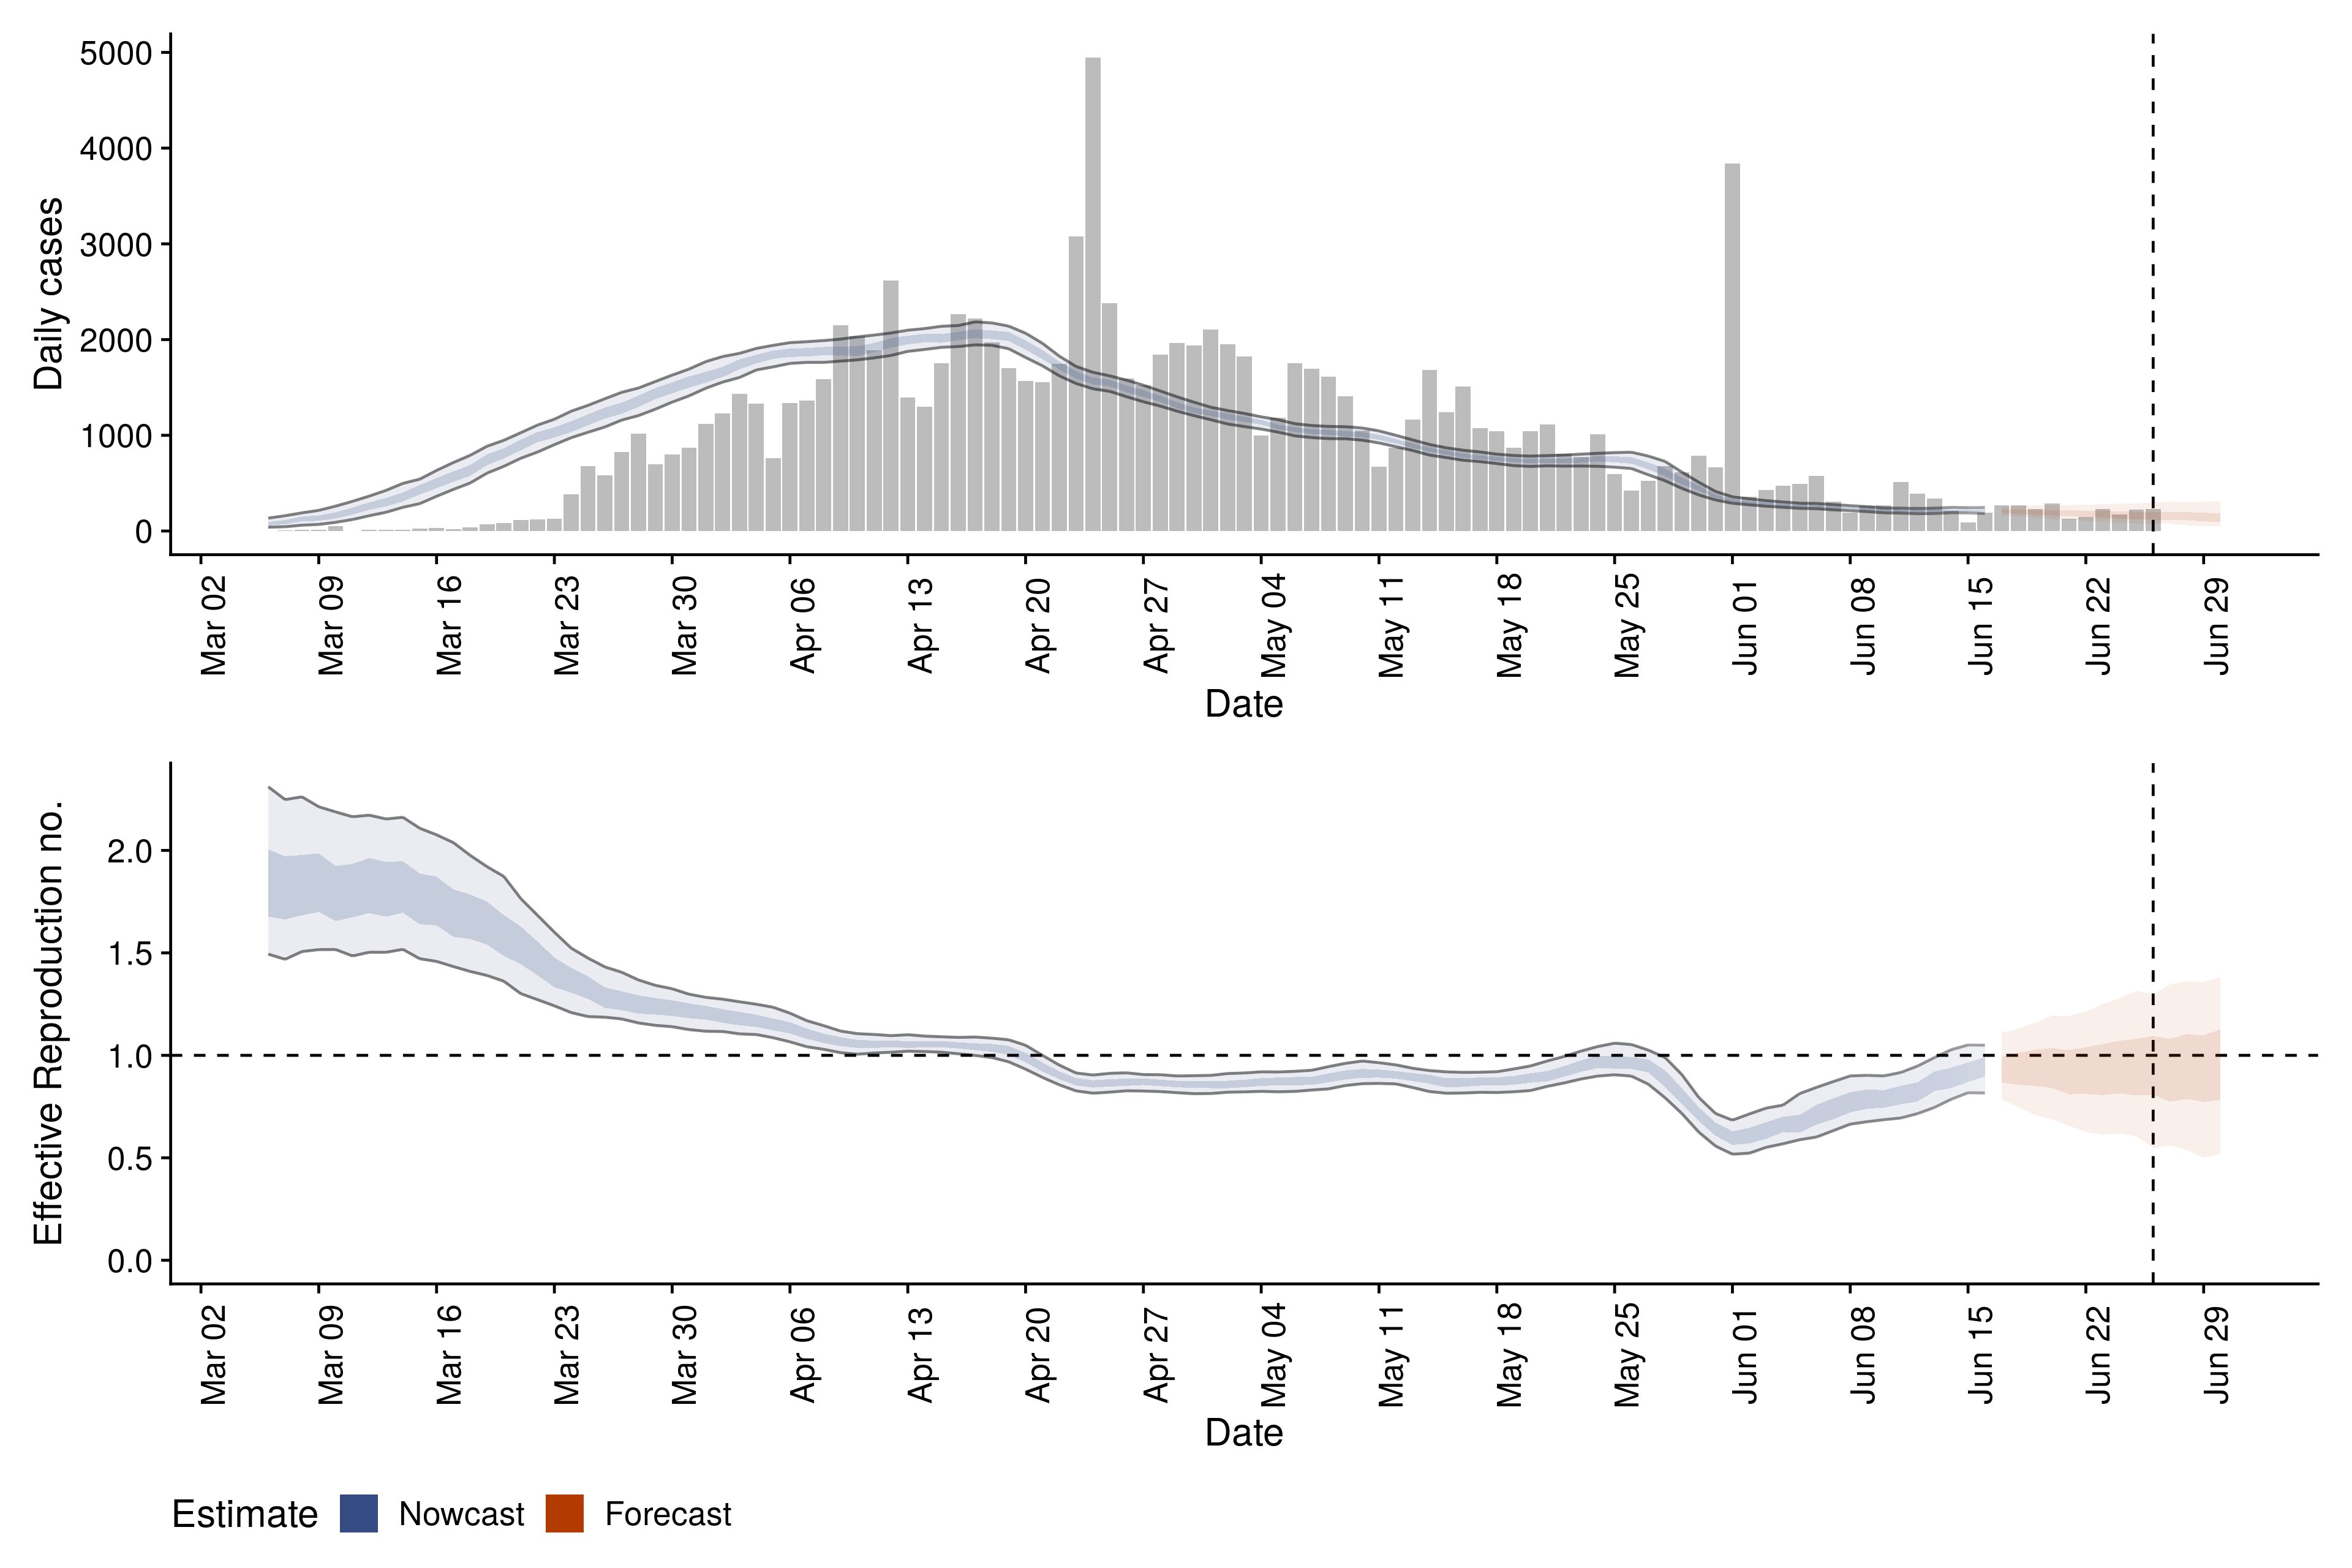 Daily cases
5000
4000
3000
2000
1000
0
Mar 02
Mar 09
Mar 16
Mar 23
Mar 30
Apr 06
Apr 13
Apr 20
Apr 27
May 04
May 11
May 18
May 25
Jun 01
Jun 08
Jun 15
Jun 22
Jun 29
Date
Effective Reproduction no.
2.0
1.5
1.0
0.5
0.0
Mar 02
Mar 09
Mar 16
Mar 23
Mar 30
Apr 06
Apr 13
Apr 20
Apr 27
May 04
May 11
May 18
May 25
Jun 01
Jun 08
Jun 15
Jun 22
Jun 29
Date
Estimate Nowcast Forecast